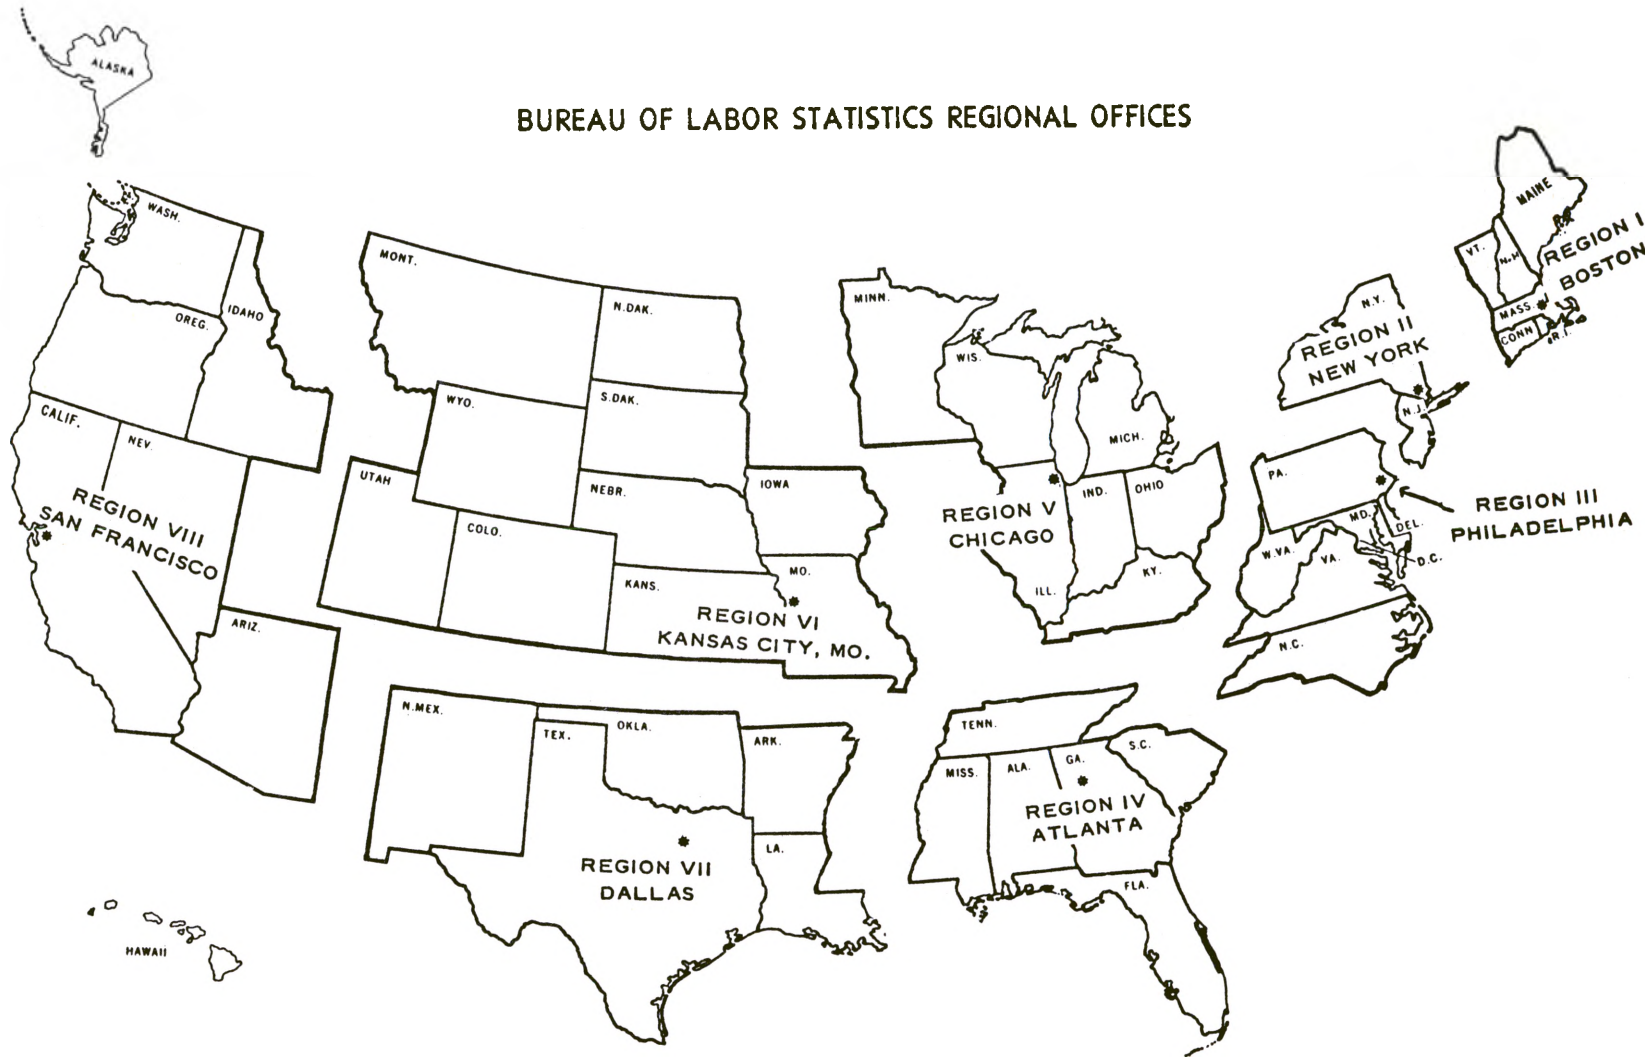 ALASKA
BUREAU OF LABOR STATISTICS REGIONAL OFFICES
WASH.
OREG.
IDAHO
CALIF.
NEV.
REGION VIII
SAN FRANCISCO
ARIZ.
HAWAII
MONT.
N.DAK.
WYO.
S.DAK.
UTAH
NEBR.
IOWA
COLO.
KANS.
MO.
REGION VI
KANSAS CITY, MO.
N.MEX.
TEX.
OKLA.
ARK.
LA.
REGION VII
DALLAS
MINN.
WIS.
MICH.
REGION V
CHICAGO
IND.
OHIO
ILL.
KY.
TENN.
MISS.
ALA.
GA.
S.C.
REGION IV
ATLANTA
FLA.
MAINE
VT.
N.H
REGION I
BOSTON
MASS.
CONN
R.I.
N.Y.
REGION II
NEW YORK
N.J.
PA.
MD.
DEL.
REGION III
PHILADELPHIA
W.VA.
VA.
D.C.
N.C.